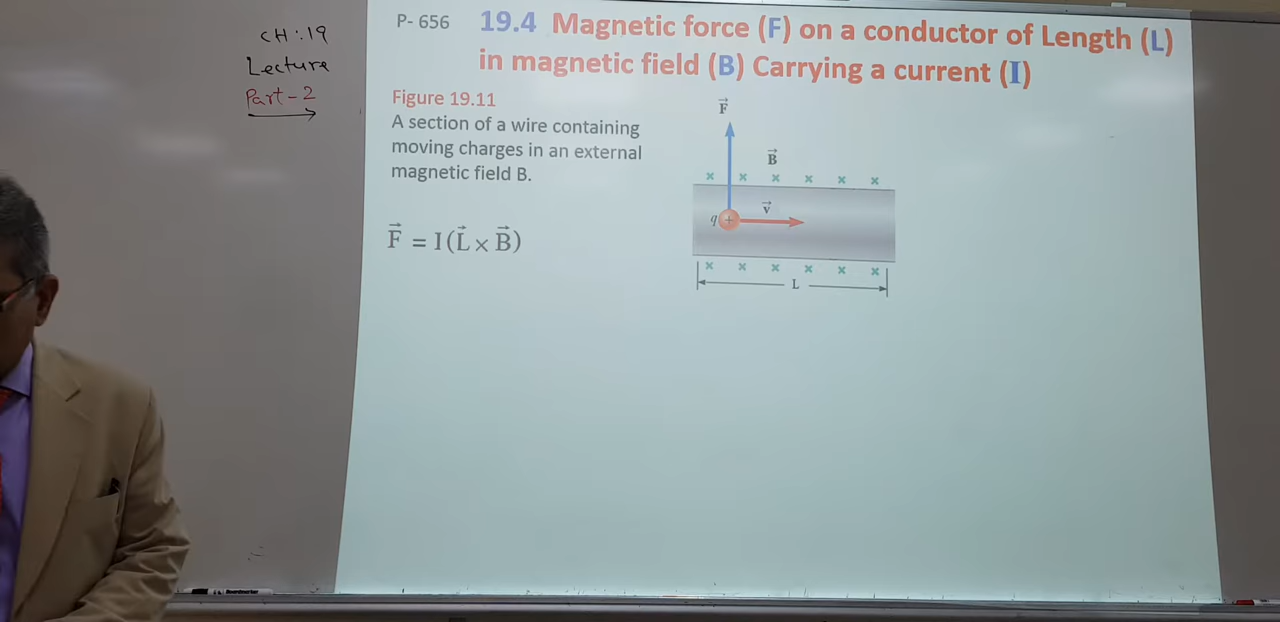 CH:19
Lecture
Part-2
P- 656
19.4 Magnetic force (F) on a conductor of Length (L)
in magnetic field (B) Carrying a current (I)
Figure 19.11
A section of a wire containing
moving charges in an external
magnetic field B.
F⃗ = I(L⃗ × B⃗)
F⃗
B⃗
× × × × × ×
q + v⃗
× × × × × ×
L